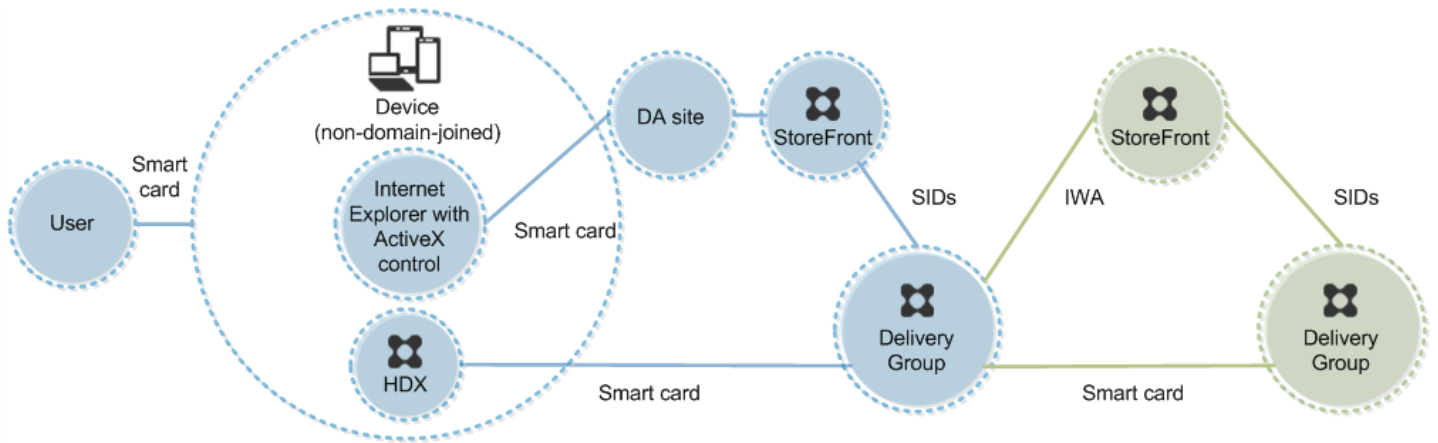 User
Smart
card
Device
(non-domain-joined)
Internet
Explorer with
ActiveX
control
HDX
Smart card
DA site
StoreFront
SIDs
Smart card
Delivery
Group
IWA
StoreFront
SIDs
Smart card
Delivery
Group